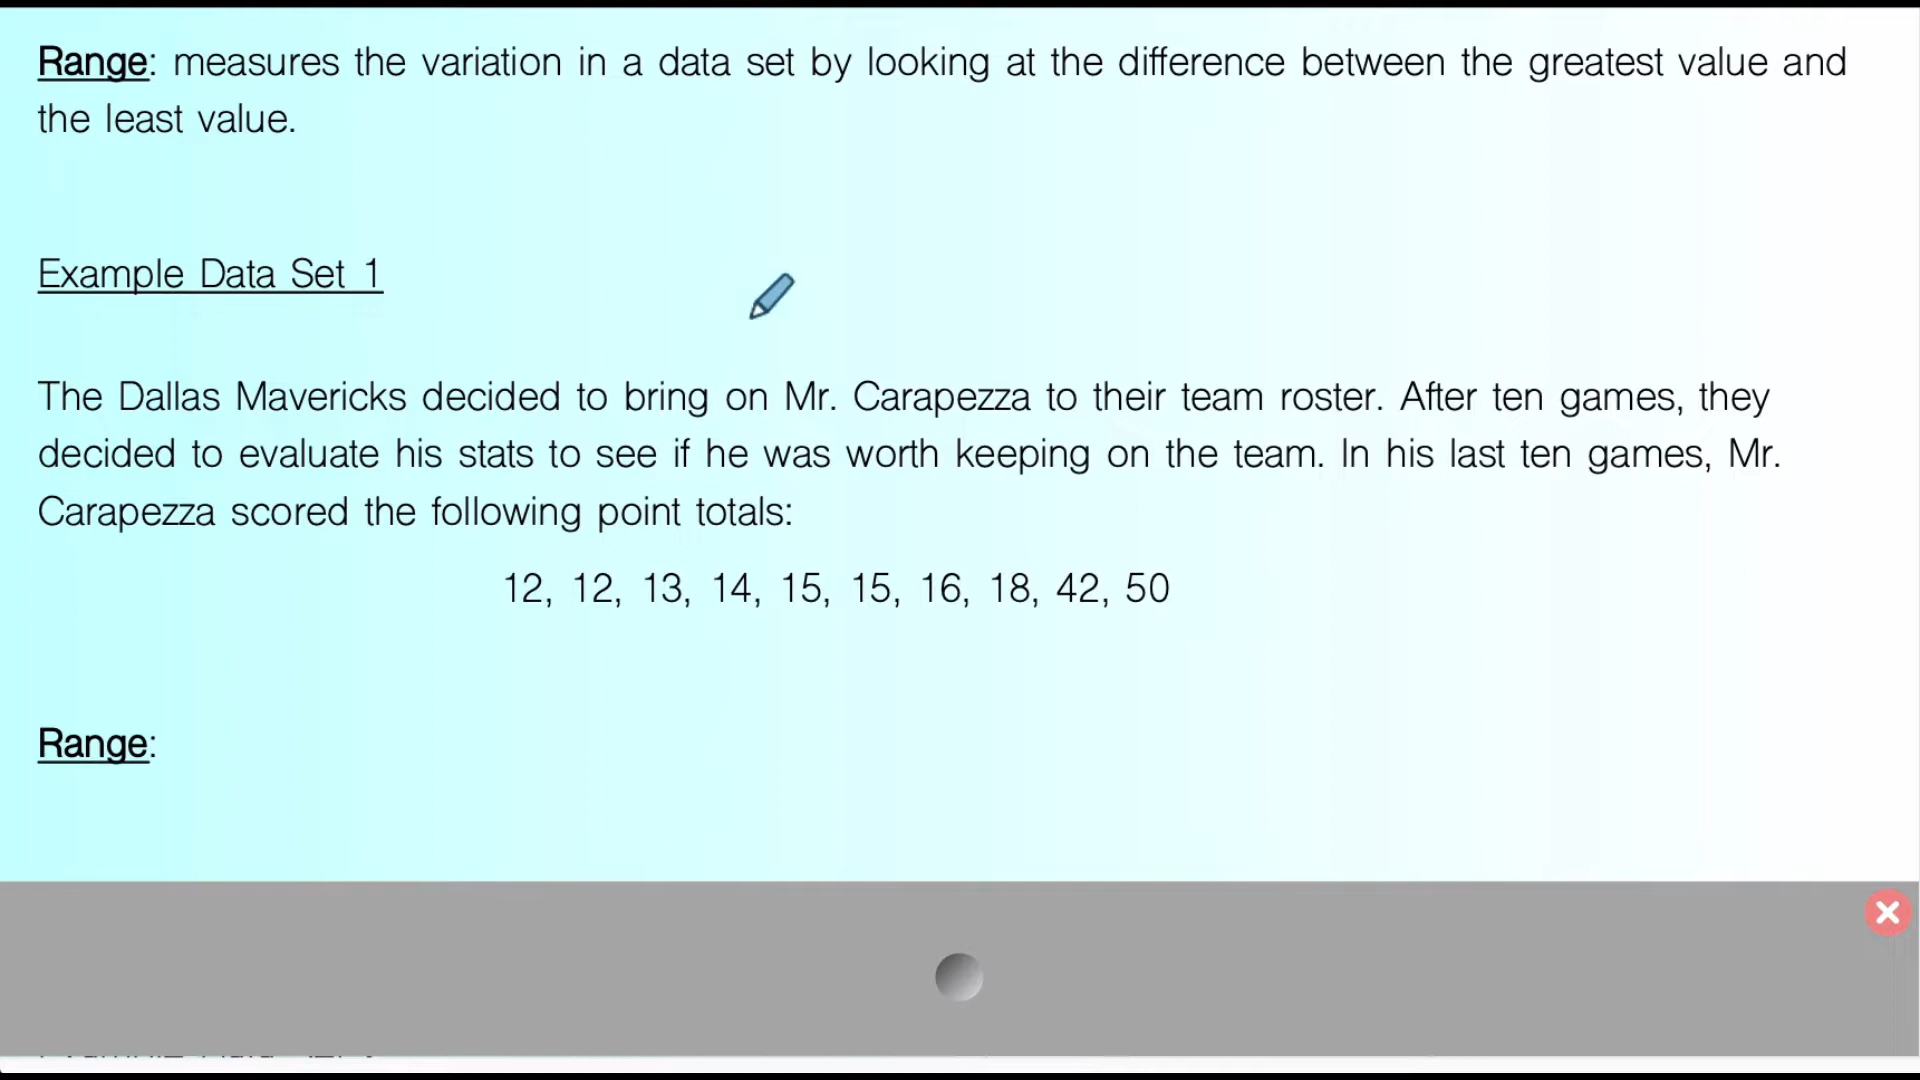 Range: measures the variation in a data set by looking at the difference between the greatest value and
the least value.
Example Data Set 1
The Dallas Mavericks decided to bring on Mr. Carapezza to their team roster. After ten games, they
decided to evaluate his stats to see if he was worth keeping on the team. In his last ten games, Mr.
Carapezza scored the following point totals:
12, 12, 13, 14, 15, 15, 16, 18, 42, 50
Range: